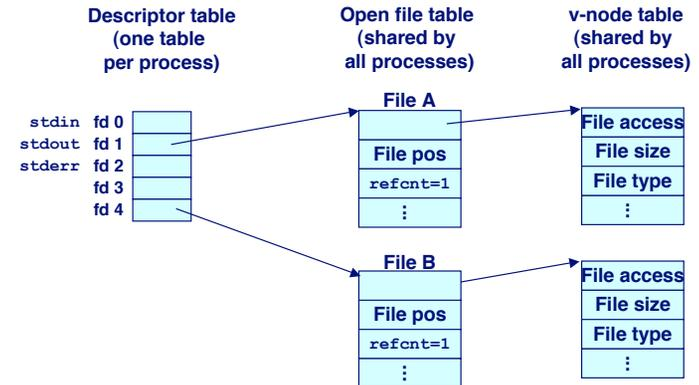 Descriptor table
(one table
per process)
Open file table
(shared by
all processes)
v-node table
(shared by
all processes)
stdin fd 0
stdout fd 1
stderr fd 2
fd 3
fd 4
File A
File pos
refcnt=1
⋮
File access
File size
File type
⋮
File B
File pos
refcnt=1
⋮
File access
File size
File type
⋮